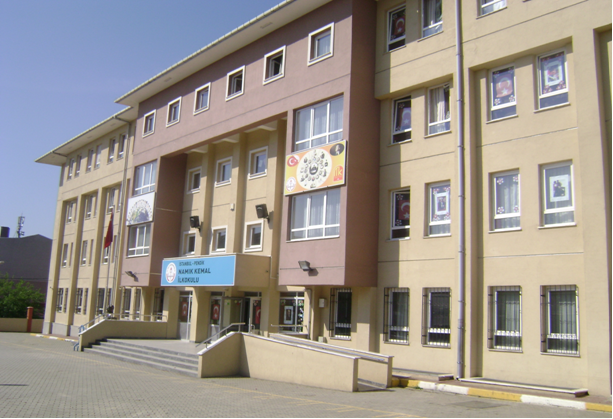 İSTANBUL - PENDİK
NAMIK KEMAL
İLKOKULU